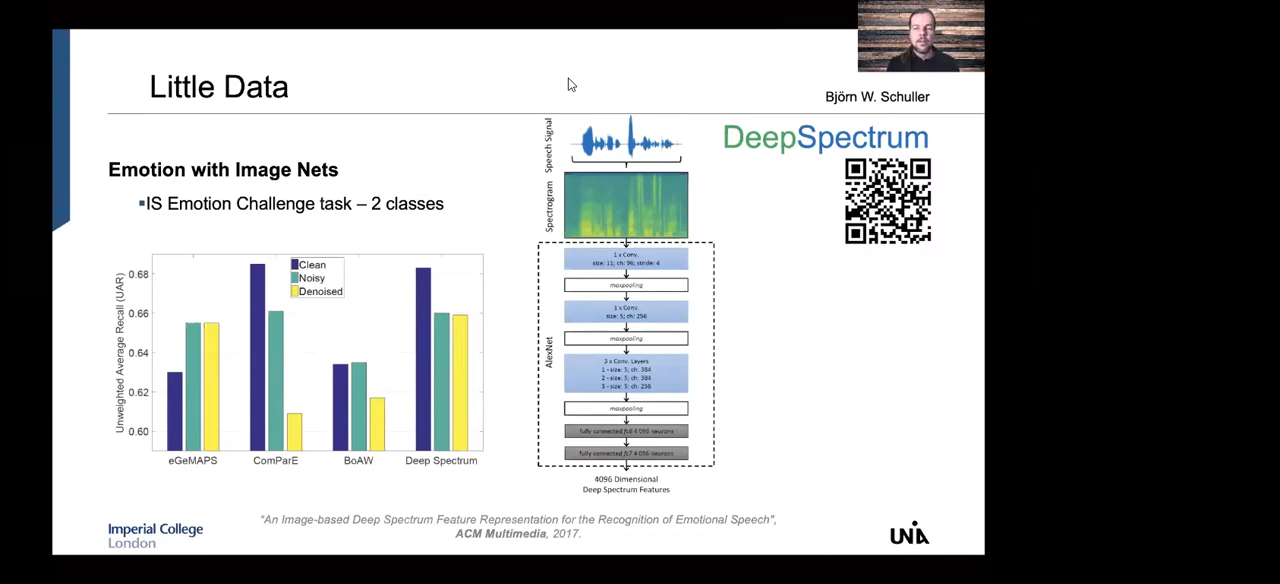 Little Data
Björn W. Schuller
DeepSpectrum
Emotion with Image Nets
▪IS Emotion Challenge task – 2 classes
Unweighted Average Recall (UAR)
0.68
0.66
0.64
0.62
0.60
Clean
Noisy
Denoised
eGeMAPS
ComParE
BoAW
Deep Spectrum
Speech Signal
Spectrogram
AlexNet
1 x Conv.
size: 11; ch: 96; stride: 4
maxpooling
1 x Conv.
size: 5; ch: 256
maxpooling
3 x Conv. Layers
1 - size: 5; ch: 384
2 - size: 5; ch: 384
3 - size: 5; ch: 256
maxpooling
fully-connected fc6 4 096 neurons
fully-connected fc7 4 096 neurons
4096 Dimensional
Deep Spectrum Features
"An Image-based Deep Spectrum Feature Representation for the Recognition of Emotional Speech",
ACM Multimedia, 2017.
Imperial College
London
UNIA